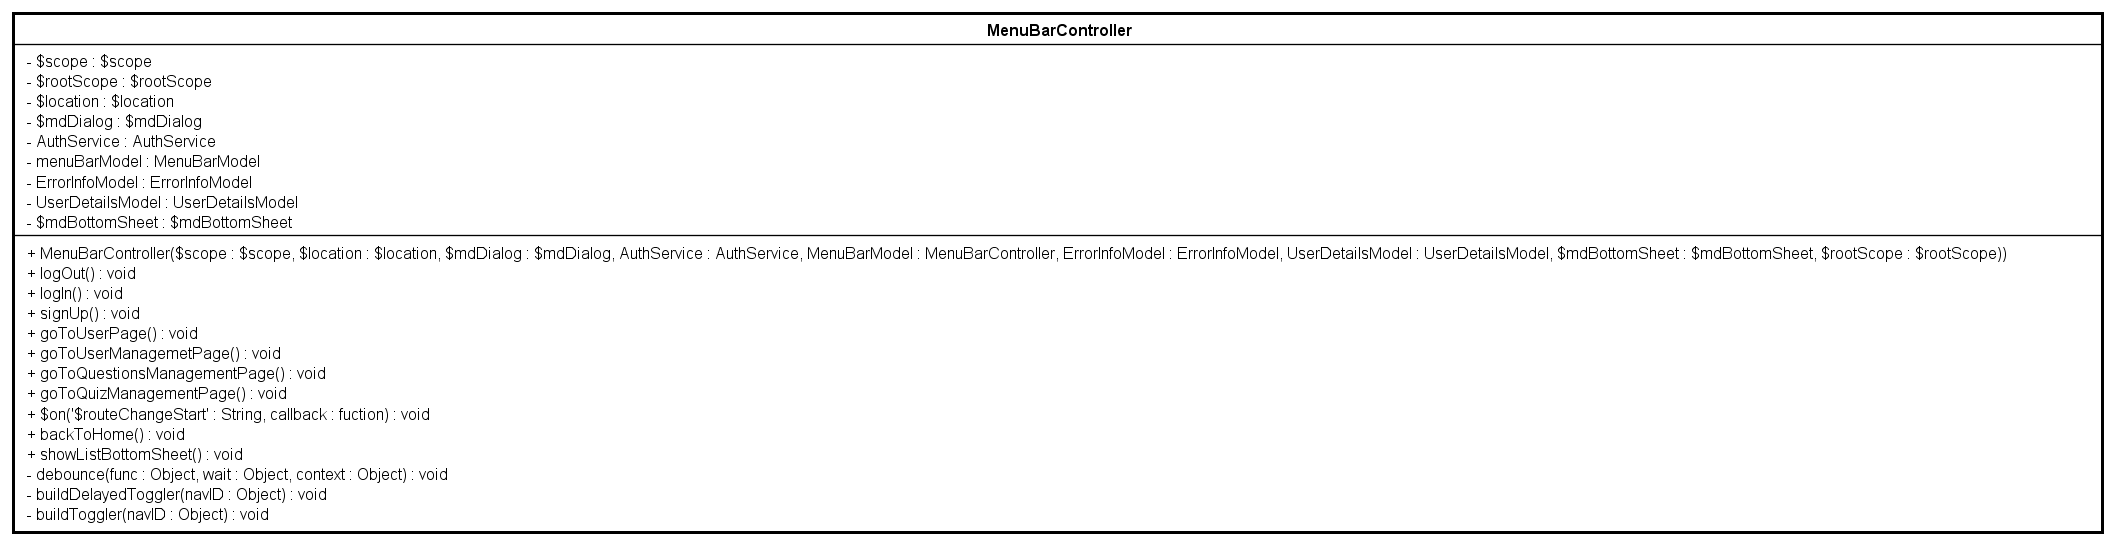 MenuBarController
- $scope : $scope
- $rootScope : $rootScope
- $location : $location
- $mdDialog : $mdDialog
- AuthService : AuthService
- menuBarModel : MenuBarModel
- ErrorInfoModel : ErrorInfoModel
- UserDetailsModel : UserDetailsModel
- $mdBottomSheet : $mdBottomSheet
+ MenuBarController($scope : $scope, $location : $location, $mdDialog : $mdDialog, AuthService : AuthService, MenuBarModel : MenuBarController, ErrorInfoModel : ErrorInfoModel, UserDetailsModel : UserDetailsModel, $mdBottomSheet : $mdBottomSheet, $rootScope : $rootScope))
+ logOut() : void
+ logIn() : void
+ signUp() : void
+ goToUserPage() : void
+ goToUserManagemetPage() : void
+ goToQuestionsManagementPage() : void
+ goToQuizManagementPage() : void
+ $on('$routeChangeStart' : String, callback : fuction) : void
+ backToHome() : void
+ showListBottomSheet() : void
- debounce(func : Object, wait : Object, context : Object) : void
- buildDelayedToggler(navID : Object) : void
- buildToggler(navID : Object) : void